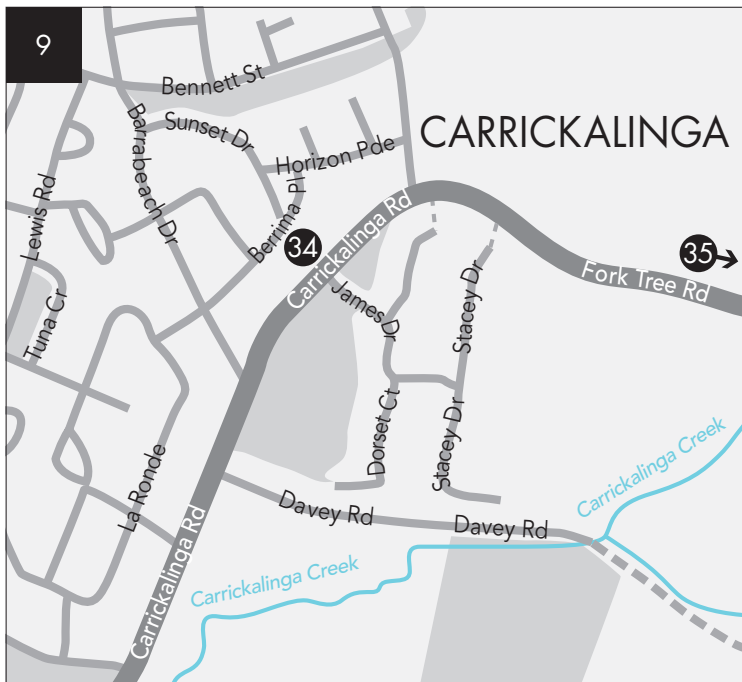 9
Bennett St
Sunset Dr
Barrabeach Dr
Horizon Pde
CARRICKALINGA
Lewis Rd
Berrima Pl
34
Carrickalinga Rd
35
Fork Tree Rd
Tuna Cr
James Dr
Stacey Dr
Dorset Ct
Stacey Dr
La Ronde
Carrickalinga Creek
Davey Rd
Davey Rd
Carrickalinga Rd
Carrickalinga Creek